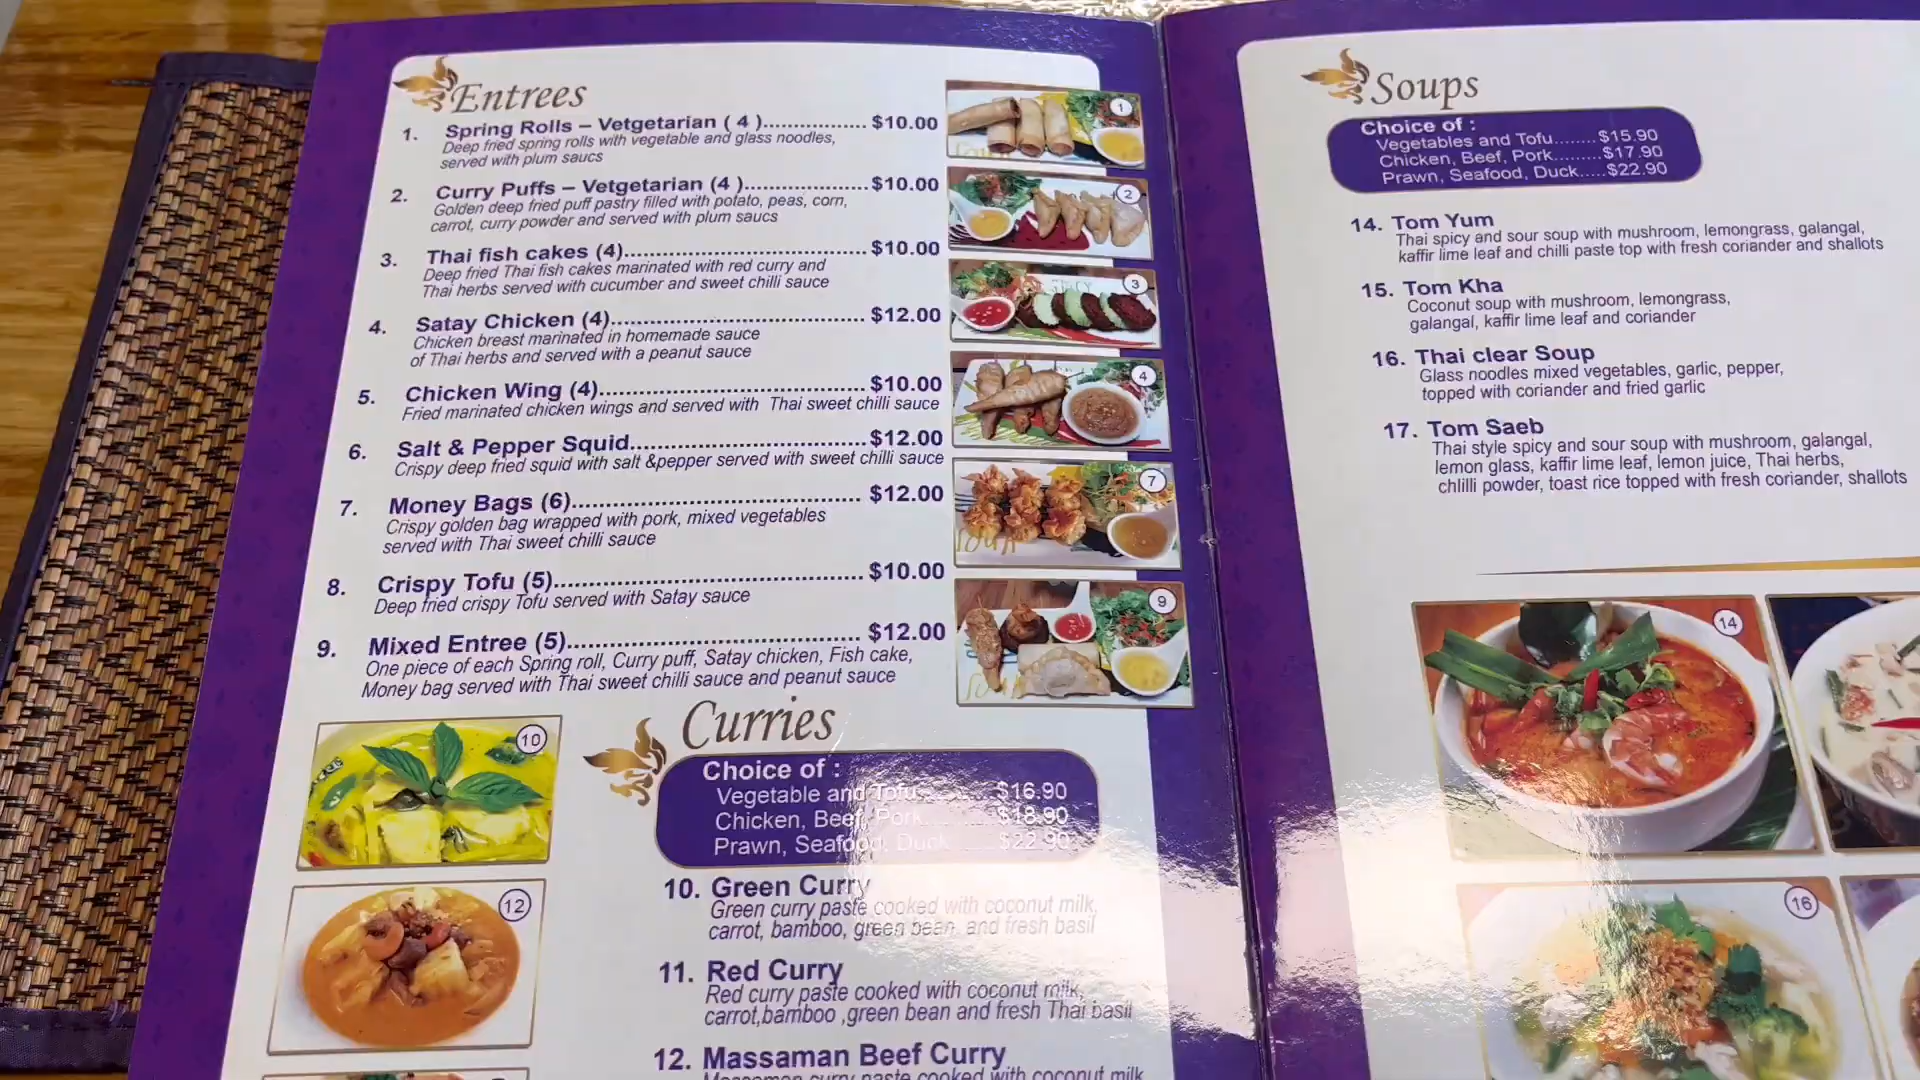 Entrees
1. Spring Rolls – Vetgetarian ( 4 )................ $10.00
Deep fried spring rolls with vegetable and glass noodles,
served with plum saucs
2. Curry Puffs – Vetgetarian (4 )................... $10.00
Golden deep fried puff pastry filled with potato, peas, corn,
carrot, curry powder and served with plum saucs
3. Thai fish cakes (4)..................................... $10.00
Deep fried Thai fish cakes marinated with red curry and
Thai herbs served with cucumber and sweet chilli sauce
4. Satay Chicken (4)...................................... $12.00
Chicken breast marinated in homemade sauce
of Thai herbs and served with a peanut sauce
5. Chicken Wing (4)........................................ $10.00
Fried marinated chicken wings and served with Thai sweet chilli sauce
6. Salt & Pepper Squid................................... $12.00
Crispy deep fried squid with salt &pepper served with sweet chilli sauce
7. Money Bags (6).......................................... $12.00
Crispy golden bag wrapped with pork, mixed vegetables
served with Thai sweet chilli sauce
8. Crispy Tofu (5)............................................ $10.00
Deep fried crispy Tofu served with Satay sauce
9. Mixed Entree (5).......................................... $12.00
One piece of each Spring roll, Curry puff, Satay chicken, Fish cake,
Money bag served with Thai sweet chilli sauce and peanut sauce
1
2
3
4
7
9
Curries
Choice of :
Vegetable and Tofu............ $16.90
Chicken, Beef, Pork........... $18.90
Prawn, Seafood, Duck ...... $22.90
10. Green Curry
Green curry paste cooked with coconut milk,
carrot, bamboo, green bean, and fresh basil
11. Red Curry
Red curry paste cooked with coconut milk,
carrot,bamboo ,green bean and fresh Thai basil
12. Massaman Beef Curry
Massaman curry paste cooked with coconut milk
10
12
Soups
Choice of :
Vegetables and Tofu........ $15.90
Chicken, Beef, Pork......... $17.90
Prawn, Seafood, Duck..... $22.90
14. Tom Yum
Thai spicy and sour soup with mushroom, lemongrass, galangal,
kaffir lime leaf and chilli paste top with fresh coriander and shallots
15. Tom Kha
Coconut soup with mushroom, lemongrass,
galangal, kaffir lime leaf and coriander
16. Thai clear Soup
Glass noodles mixed vegetables, garlic, pepper,
topped with coriander and fried garlic
17. Tom Saeb
Thai style spicy and sour soup with mushroom, galangal,
lemon glass, kaffir lime leaf, lemon juice, Thai herbs,
chlilli powder, toast rice topped with fresh coriander, shallots
14
16